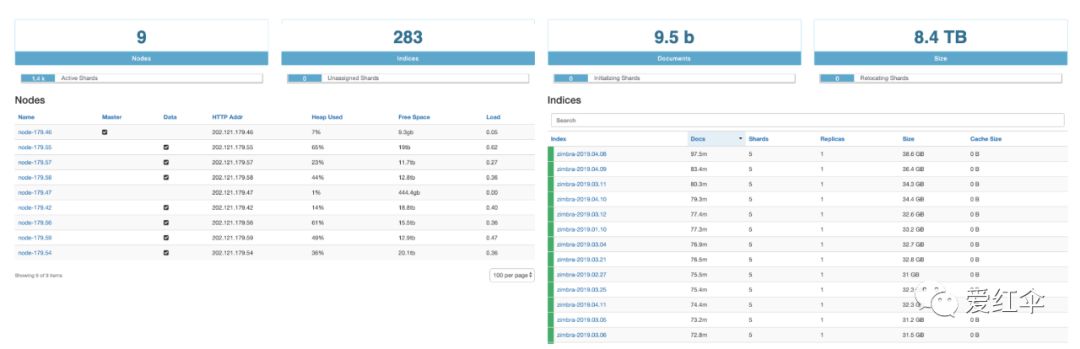 9
Nodes
283
Indices
9.5 b
Documents
8.4 TB
Size
1.4 k Active Shards
0 Unassigned Shards
0 Initializing Shards
0 Relocating Shards
Nodes
Name Master Data HTTP Addr Heap Used Free Space Load
node-179.46 202.121.179.46 7% 9.3gb 0.05
node-179.55 202.121.179.55 65% 19tb 0.62
node-179.57 202.121.179.57 23% 11.7tb 0.27
node-179.58 202.121.179.58 44% 12.8tb 0.36
node-179.47 202.121.179.47 1% 444.4gb 0.00
node-179.42 202.121.179.42 14% 18.8tb 0.40
node-179.56 202.121.179.56 61% 15.5tb 0.36
node-179.59 202.121.179.59 49% 12.9tb 0.47
node-179.54 202.121.179.54 36% 20.1tb 0.36
Showing 9 of 9 items
100 per page
Indices
Search
Index Docs Shards Replicas Size Cache Size
zimbra-2019.04.08 97.5m 5 1 38.6 GB 0 B
zimbra-2019.04.09 83.4m 5 1 36.4 GB 0 B
zimbra-2019.03.11 80.3m 5 1 34.3 GB 0 B
zimbra-2019.04.10 79.3m 5 1 34.4 GB 0 B
zimbra-2019.03.12 77.4m 5 1 32.6 GB 0 B
zimbra-2019.01.10 77.3m 5 1 33.2 GB 0 B
zimbra-2019.03.04 76.9m 5 1 32.7 GB 0 B
zimbra-2019.03.21 76.5m 5 1 32.8 GB 0 B
zimbra-2019.02.27 75.5m 5 1 31 GB 0 B
zimbra-2019.03.25 75.4m 5 1 0 B
zimbra-2019.04.11 74.4m 5 1 0 B
zimbra-2019.03.05 73.2m 5 1 31.2 GB 0 B
zimbra-2019.03.06 72.8m 5 1 31.5 GB 0 B
爱红伞